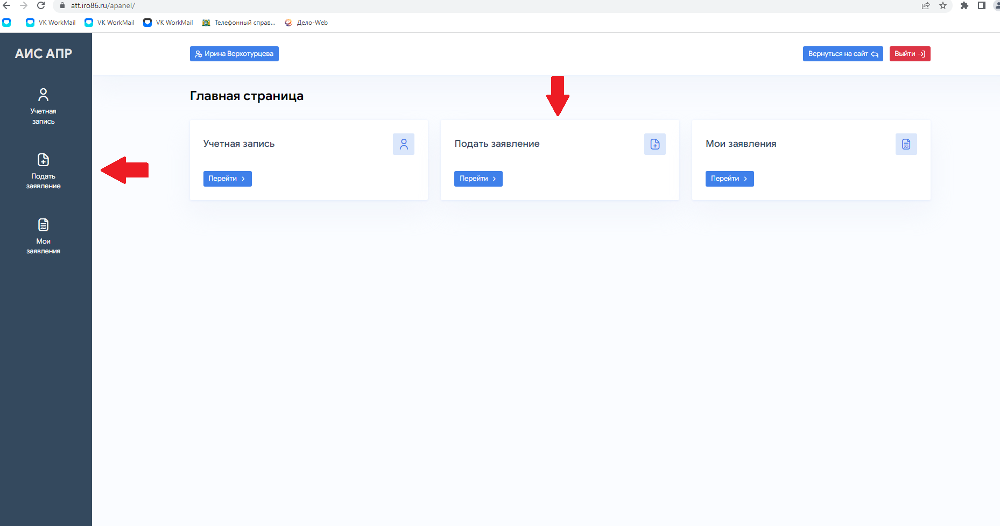 att.iro86.ru/apanel/
VK WorkMail
VK WorkMail
VK WorkMail
Телефонный справ...
Дело-Web
АИС АПР
Учетная
запись
Подать
заявление
Мои
заявления
Ирина Верхотурцева
Вернуться на сайт
Выйти
Главная страница
Учетная запись
Перейти
Подать заявление
Перейти
Мои заявления
Перейти